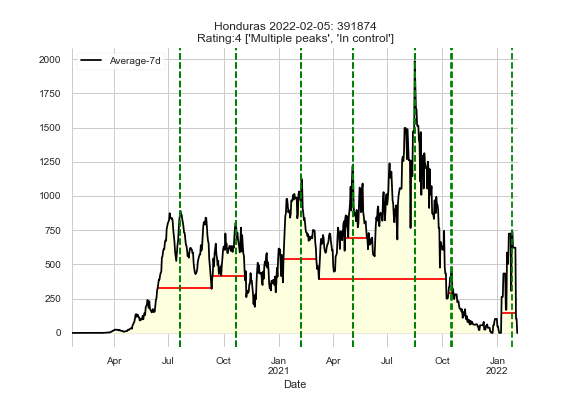 Honduras 2022-02-05: 391874
Rating:4 ['Multiple peaks', 'In control']
Average-7d
2000
1750
1500
1250
1000
750
500
250
0
Apr Jul Oct Jan Apr Jul Oct Jan
2021 2022
Date